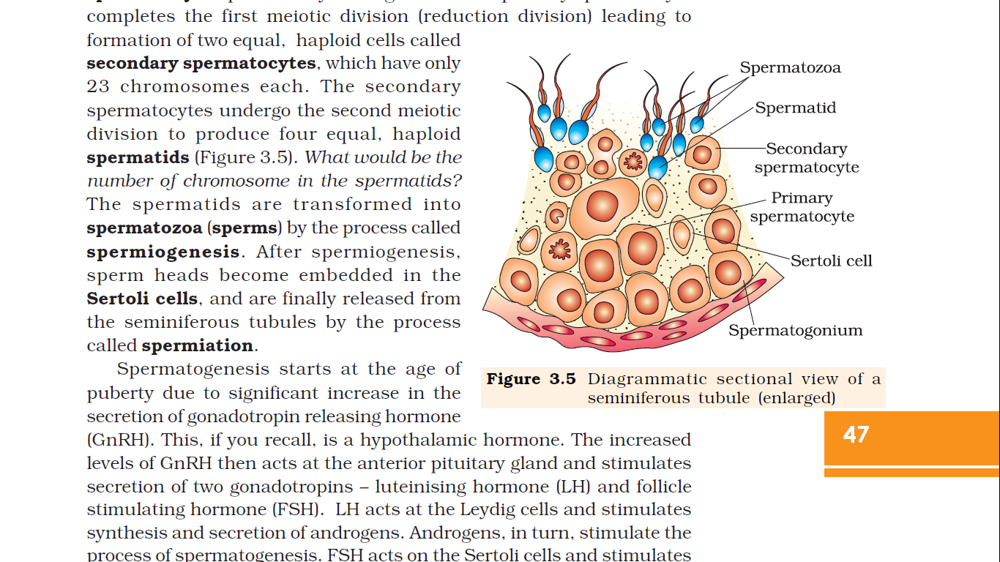 completes the first meiotic division (reduction division) leading to
formation of two equal, haploid cells called
secondary spermatocytes, which have only
23 chromosomes each. The secondary
spermatocytes undergo the second meiotic
division to produce four equal, haploid
spermatids (Figure 3.5). What would be the
number of chromosome in the spermatids?
The spermatids are transformed into
spermatozoa (sperms) by the process called
spermiogenesis. After spermiogenesis,
sperm heads become embedded in the
Sertoli cells, and are finally released from
the seminiferous tubules by the process
called spermiation.
Spermatogenesis starts at the age of
puberty due to significant increase in the
secretion of gonadotropin releasing hormone
(GnRH). This, if you recall, is a hypothalamic hormone. The increased
levels of GnRH then acts at the anterior pituitary gland and stimulates
secretion of two gonadotropins – luteinising hormone (LH) and follicle
stimulating hormone (FSH). LH acts at the Leydig cells and stimulates
synthesis and secretion of androgens. Androgens, in turn, stimulate the
process of spermatogenesis. FSH acts on the Sertoli cells and stimulates
Spermatozoa
Spermatid
Secondary
spermatocyte
Primary
spermatocyte
Sertoli cell
Spermatogonium
Figure 3.5 Diagrammatic sectional view of a
seminiferous tubule (enlarged)
47